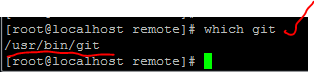 [root@localhost remote]# which git
/usr/bin/git
[root@localhost remote]#